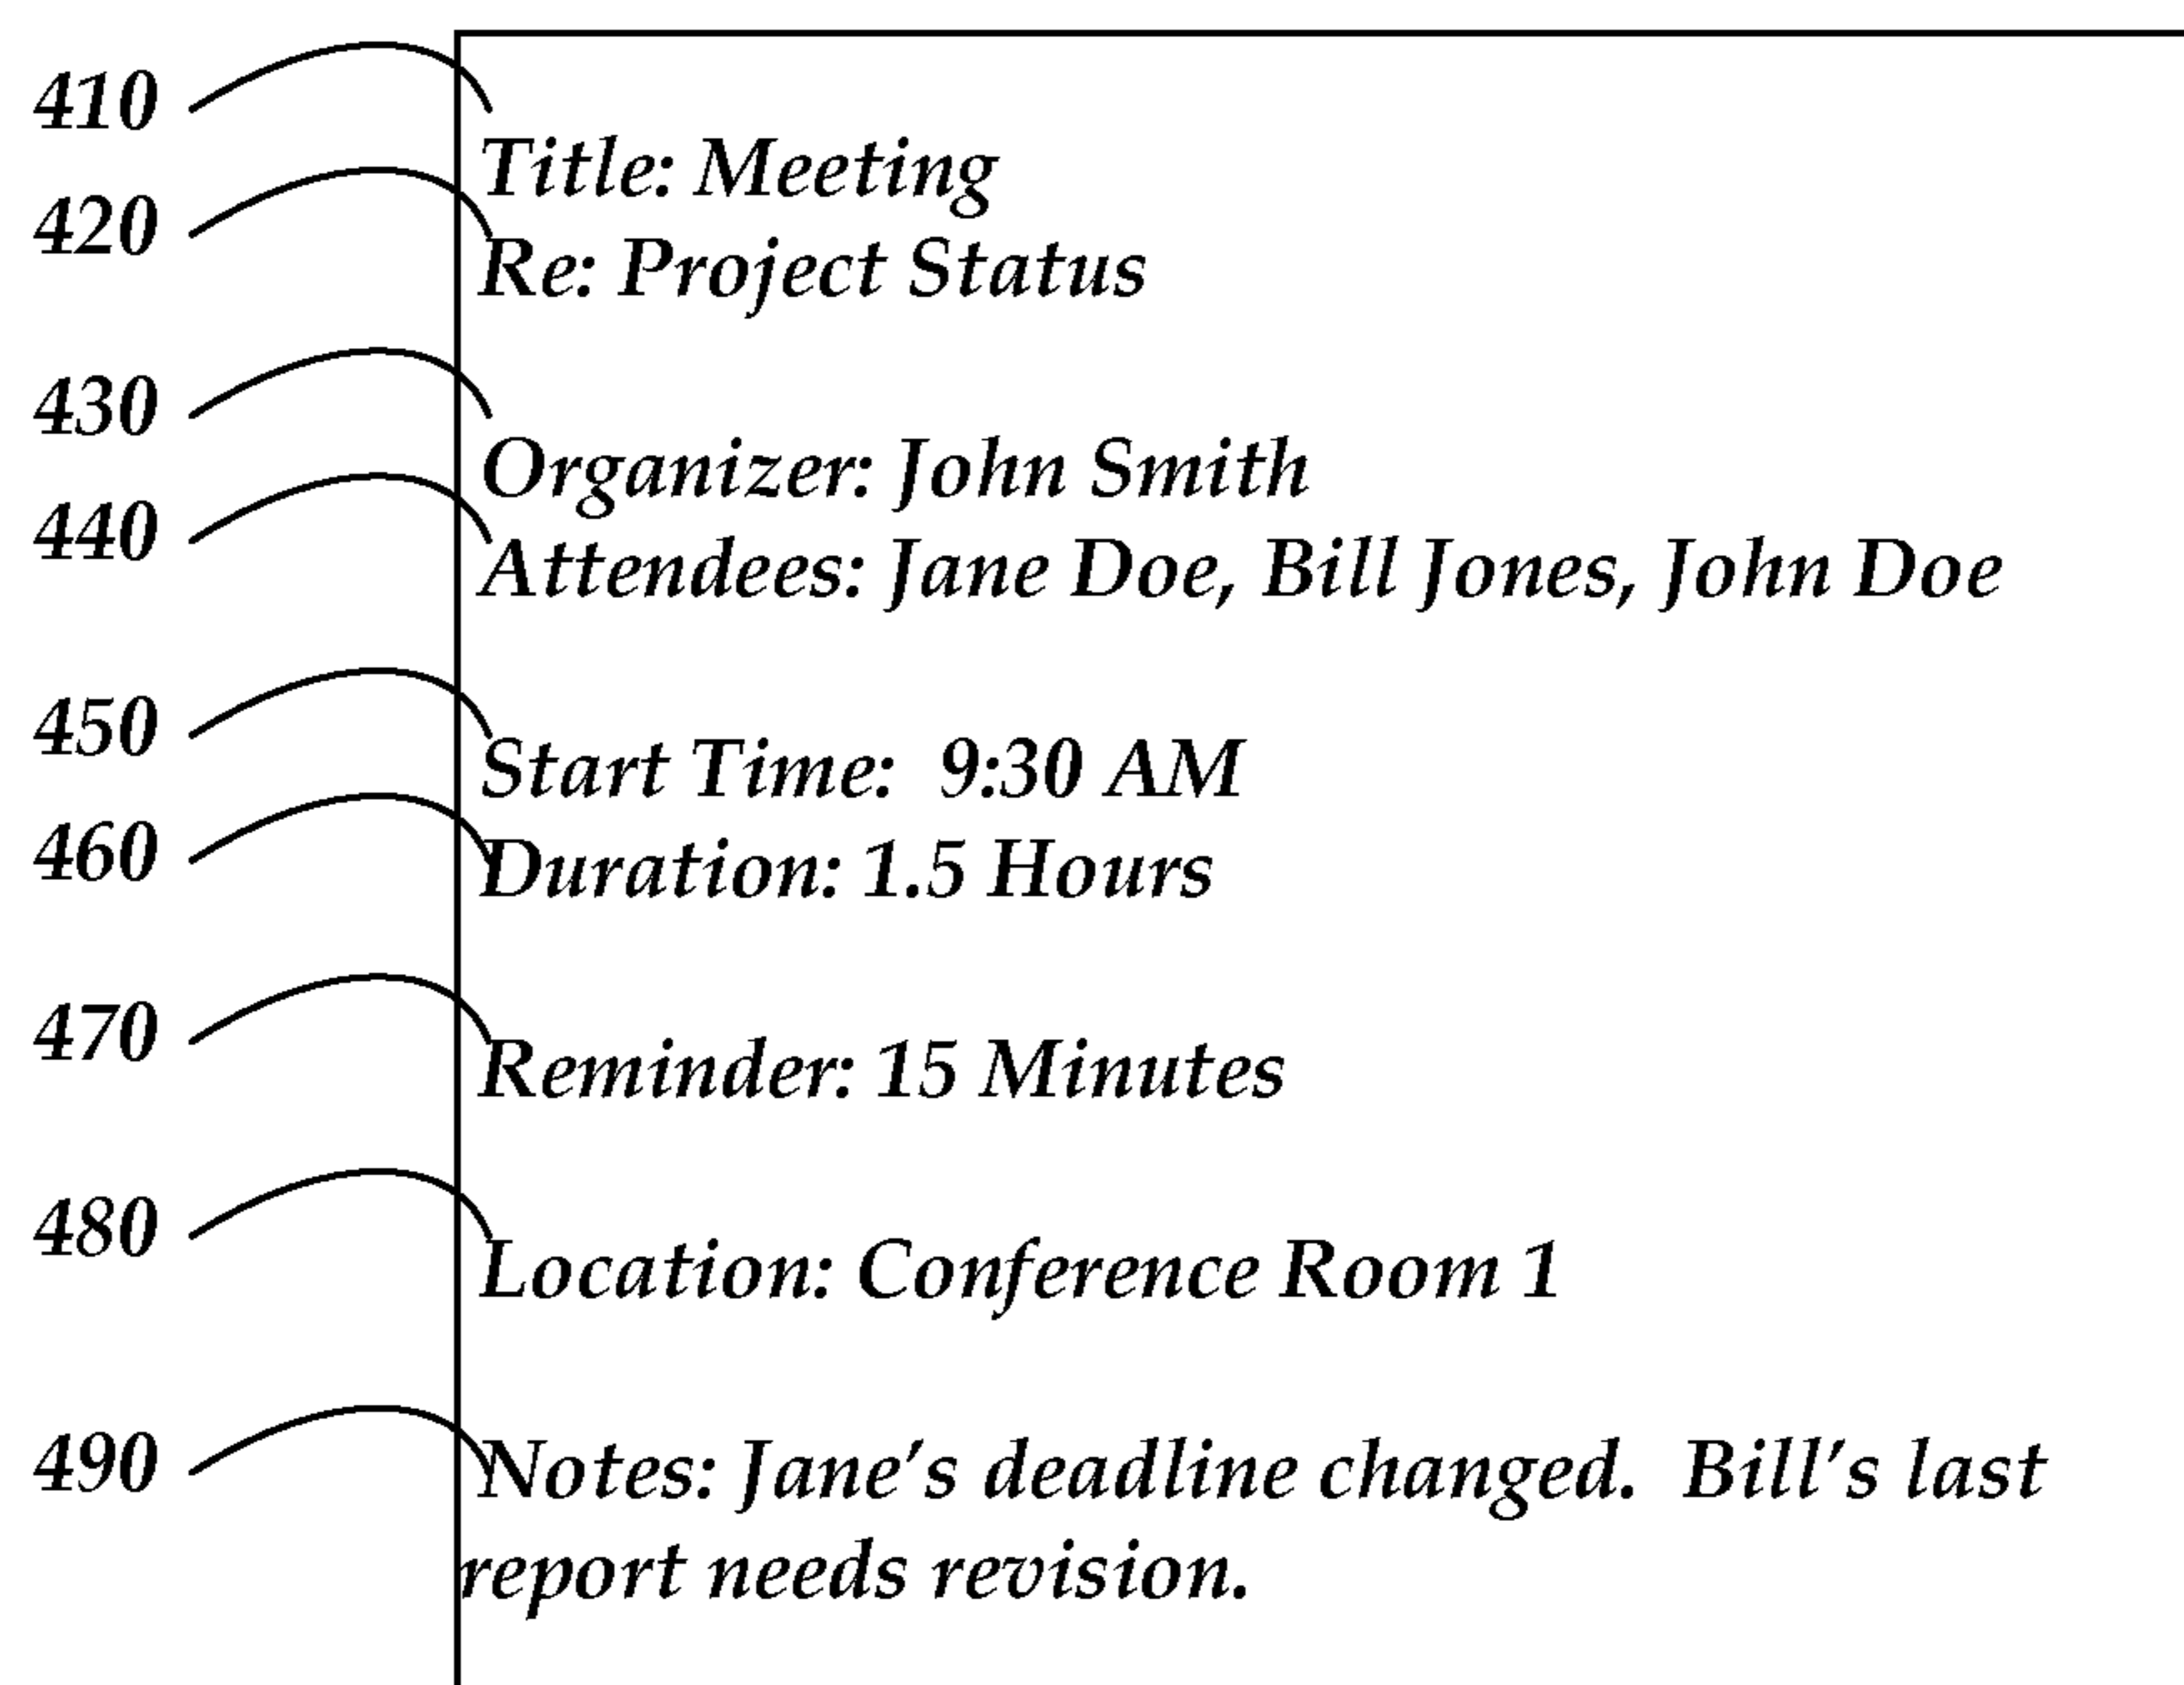 410
Title: Meeting
420
Re: Project Status
430
Organizer: John Smith
440
Attendees: Jane Doe, Bill Jones, John Doe
450
Start Time:  9:30 AM
460
Duration: 1.5 Hours
470
Reminder: 15 Minutes
480
Location: Conference Room 1
490
Notes: Jane's deadline changed.  Bill's last
report needs revision.